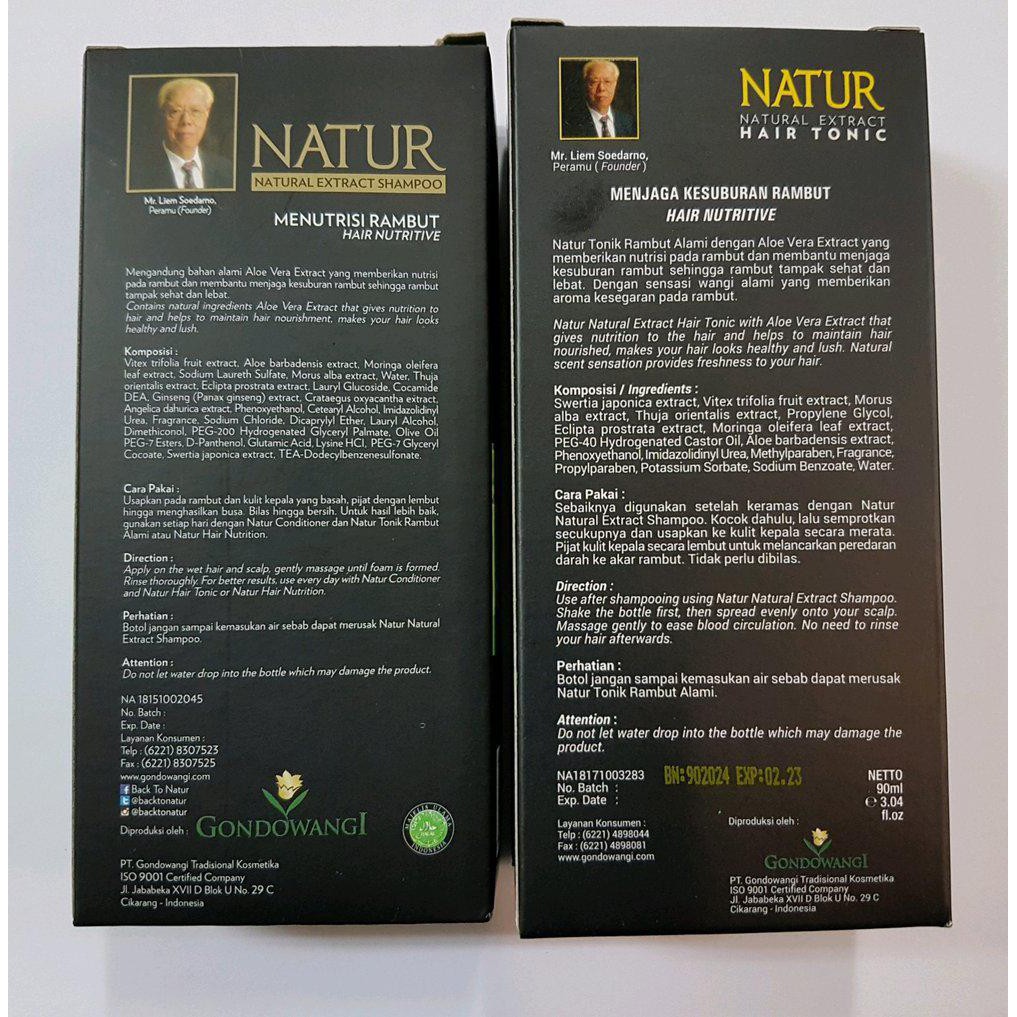 Mr. Liem Soedarno,
Peramu (Founder)
NATUR
NATURAL EXTRACT SHAMPOO
MENUTRISI RAMBUT
HAIR NUTRITIVE
Mengandung bahan alami Aloe Vera Extract yang memberikan nutrisi
pada rambut dan membantu menjaga kesuburan rambut sehingga rambut
tampak sehat dan lebat.
Contains natural ingredients Aloe Vera Extract that gives nutrition to
hair and helps to maintain hair nourishment, makes your hair looks
healthy and lush.
Komposisi :
Vitex trifolia fruit extract, Aloe barbadensis extract, Moringa oleifera
leaf extract, Sodium Laureth Sulfate, Morus alba extract, Water, Thuja
orientalis extract, Eclipta prostrata extract, Lauryl Glucoside, Cocamide
DEA, Ginseng (Panax ginseng) extract, Crataegus oxyacantha extract,
Angelica dahurica extract, Phenoxyethanol, Cetearyl Alcohol, Imidazolidinyl
Urea, Fragrance, Sodium Chloride, Dicaprylyl Ether, Lauryl Alcohol,
Dimethiconol, PEG-200 Hydrogenated Glyceryl Palmate, Olive Oil
PEG-7 Esters, D-Panthenol, Glutamic Acid, Lysine HCl, PEG-7 Glyceryl
Cocoate, Swertia japonica extract, TEA-Dodecylbenzenesulfonate.
Cara Pakai :
Usapkan pada rambut dan kulit kepala yang basah, pijat dengan lembut
hingga menghasilkan busa. Bilas hingga bersih. Untuk hasil lebih baik,
gunakan setiap hari dengan Natur Conditioner dan Natur Tonik Rambut
Alami atau Natur Hair Nutrition.
Direction :
Apply on the wet hair and scalp, gently massage until foam is formed.
Rinse thoroughly. For better results, use every day with Natur Conditioner
and Natur Hair Tonic or Natur Hair Nutrition.
Perhatian :
Botol jangan sampai kemasukan air sebab dapat merusak Natur Natural
Extract Shampoo.
Attention :
Do not let water drop into the bottle which may damage the product.
NA 18151002045
No. Batch :
Exp. Date :
Layanan Konsumen :
Telp : (6221) 8307523
Fax : (6221) 8307525
www.gondowangi.com
Back To Natur
@backtonatur
@backtonatur
Diproduksi oleh :
GONDOWANGI
MAJELIS ULAMA
حلال
HALAL
INDONESIA
PT. Gondowangi Tradisional Kosmetika
ISO 9001 Certified Company
Jl. Jababeka XVII D Blok U No. 29 C
Cikarang - Indonesia
Mr. Liem Soedarno,
Peramu ( Founder )
NATUR
NATURAL EXTRACT
HAIR TONIC
MENJAGA KESUBURAN RAMBUT
HAIR NUTRITIVE
Natur Tonik Rambut Alami dengan Aloe Vera Extract yang
memberikan nutrisi pada rambut dan membantu menjaga
kesuburan rambut sehingga rambut tampak sehat dan
lebat. Dengan sensasi wangi alami yang memberikan
aroma kesegaran pada rambut.
Natur Natural Extract Hair Tonic with Aloe Vera Extract that
gives nutrition to the hair and helps to maintain hair
nourished, makes your hair looks healthy and lush. Natural
scent sensation provides freshness to your hair.
Komposisi / Ingredients :
Swertia japonica extract, Vitex trifolia fruit extract, Morus
alba extract, Thuja orientalis extract, Propylene Glycol,
Eclipta prostrata extract, Moringa oleifera leaf extract,
PEG-40 Hydrogenated Castor Oil, Aloe barbadensis extract,
Phenoxyethanol, Imidazolidinyl Urea, Methylparaben, Fragrance,
Propylparaben, Potassium Sorbate, Sodium Benzoate, Water.
Cara Pakai :
Sebaiknya digunakan setelah keramas dengan Natur
Natural Extract Shampoo. Kocok dahulu, lalu semprotkan
secukupnya dan usapkan ke kulit kepala secara merata.
Pijat kulit kepala secara lembut untuk melancarkan peredaran
darah ke akar rambut. Tidak perlu dibilas.
Direction :
Use after shampooing using Natur Natural Extract Shampoo.
Shake the bottle first, then spread evenly onto your scalp.
Massage gently to ease blood circulation. No need to rinse
your hair afterwards.
Perhatian :
Botol jangan sampai kemasukan air sebab dapat merusak
Natur Tonik Rambut Alami.
Attention :
Do not let water drop into the bottle which may damage the
product.
NA18171003283
No. Batch :
Exp. Date :
BN:902024 EXP:02.23
NETTO
90ml
℮ 3.04
fl.oz
Layanan Konsumen :
Telp : (6221) 4898044
Fax : (6221) 4898081
www.gondowangi.com
Diproduksi oleh :
GONDOWANGI
PT. Gondowangi Tradisional Kosmetika
ISO 9001 Certified Company
Jl. Jababeka XVII D Blok U No. 29 C
Cikarang - Indonesia